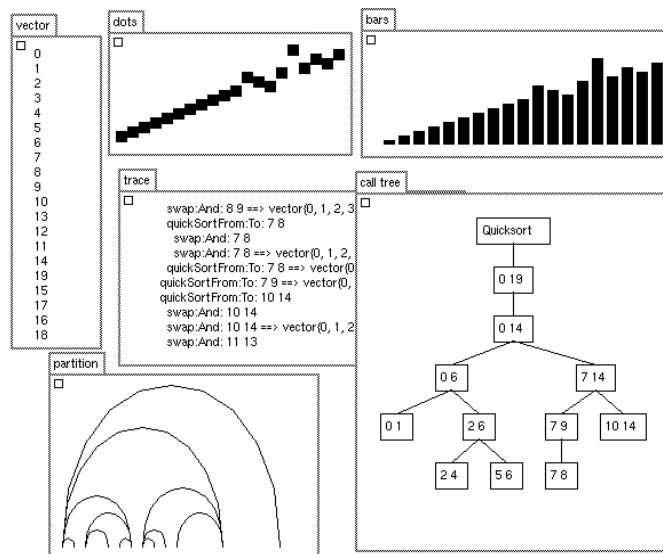 vector
0
1
2
3
4
5
6
7
8
9
10
13
12
11
14
19
15
17
16
18
dots
bars
trace
swap:And: 8 9 ==> vector(0, 1, 2, 3
quickSortFrom:To: 7 8
swap:And: 7 8
swap:And: 7 8 ==> vector(0, 1, 2,
quickSortFrom:To: 7 8 ==> vector(0
quickSortFrom:To: 7 9 ==> vector(0,
quickSortFrom:To: 10 14
swap:And: 10 14
swap:And: 10 14 ==> vector(0, 1, 2
swap:And: 11 13
call tree
Quicksort
0 19
0 14
0 6 7 14
0 1 2 6 7 9 10 14
2 4 5 6 7 8
partition